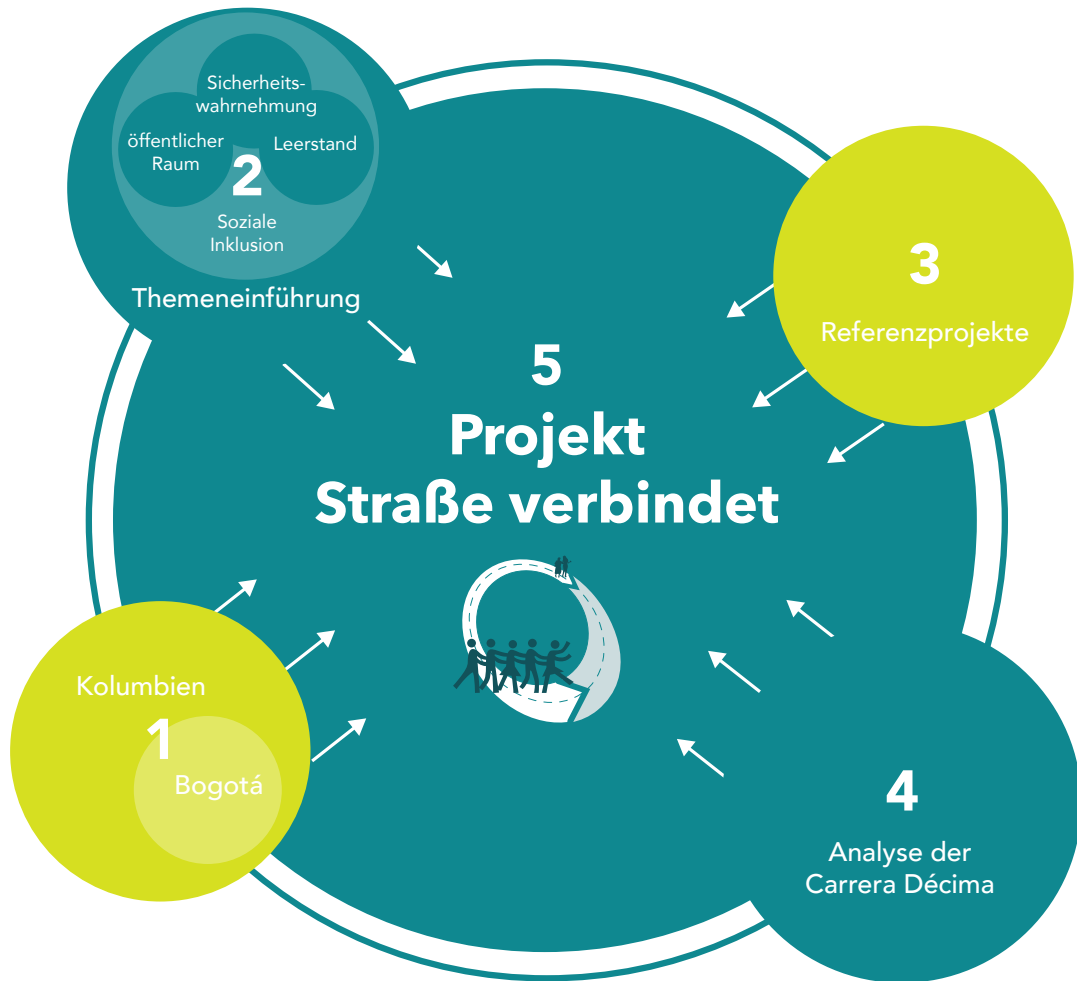 Sicherheits-
wahrnehmung
öffentlicher
Raum
Leerstand
2
Soziale
Inklusion
Themeneinführung
3
Referenzprojekte
5
Projekt
Straße verbindet
Kolumbien
1
Bogotá
4
Analyse der
Carrera Décima